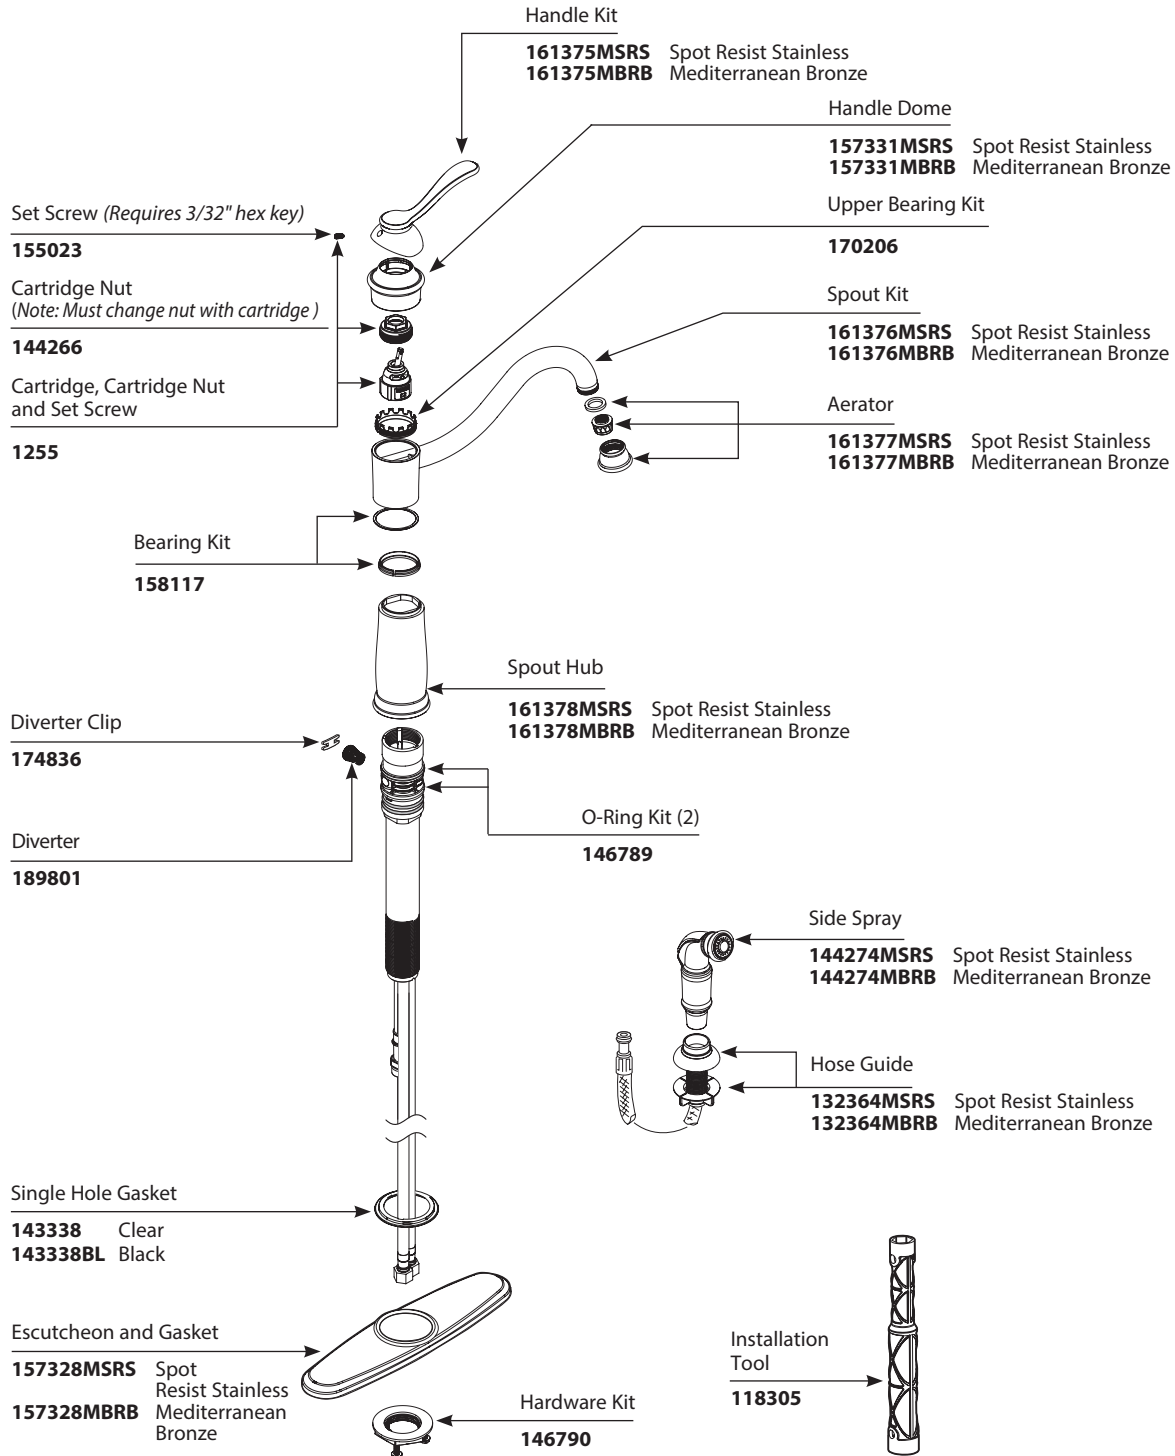 Handle Kit
161375MSRS Spot Resist Stainless
161375MBRB Mediterranean Bronze
Handle Dome
157331MSRS Spot Resist Stainless
157331MBRB Mediterranean Bronze
Set Screw (Requires 3/32" hex key)
155023
Upper Bearing Kit
170206
Cartridge Nut
(Note: Must change nut with cartridge )
144266
Spout Kit
161376MSRS Spot Resist Stainless
161376MBRB Mediterranean Bronze
Cartridge, Cartridge Nut
and Set Screw
1255
Aerator
161377MSRS Spot Resist Stainless
161377MBRB Mediterranean Bronze
Bearing Kit
158117
Spout Hub
161378MSRS Spot Resist Stainless
161378MBRB Mediterranean Bronze
Diverter Clip
174836
O-Ring Kit (2)
146789
Diverter
189801
Side Spray
144274MSRS Spot Resist Stainless
144274MBRB Mediterranean Bronze
Hose Guide
132364MSRS Spot Resist Stainless
132364MBRB Mediterranean Bronze
Single Hole Gasket
143338 Clear
143338BL Black
Escutcheon and Gasket
157328MSRS Spot
Resist Stainless
157328MBRB Mediterranean
Bronze
Hardware Kit
146790
Installation
Tool
118305